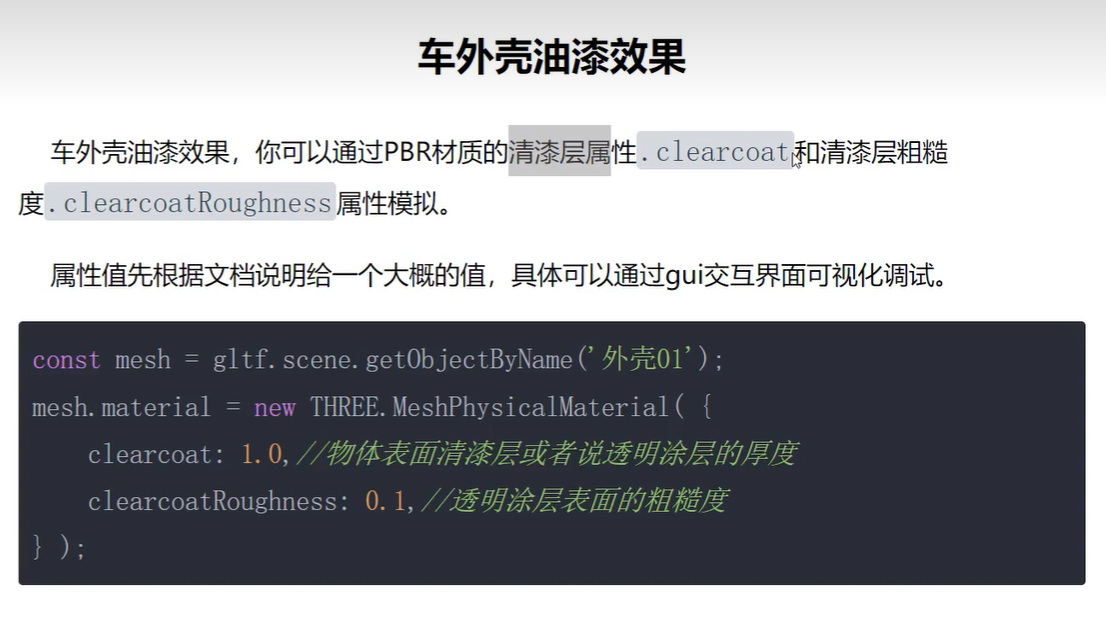 车外壳油漆效果
车外壳油漆效果，你可以通过PBR材质的清漆层属性.clearcoat和清漆层粗糙
度.clearcoatRoughness属性模拟。
属性值先根据文档说明给一个大概的值，具体可以通过gui交互界面可视化调试。
const mesh = gltf.scene.getObjectByName('外壳01');
mesh.material = new THREE.MeshPhysicalMaterial( {
    clearcoat: 1.0,//物体表面清漆层或者说透明涂层的厚度
    clearcoatRoughness: 0.1,//透明涂层表面的粗糙度
} );